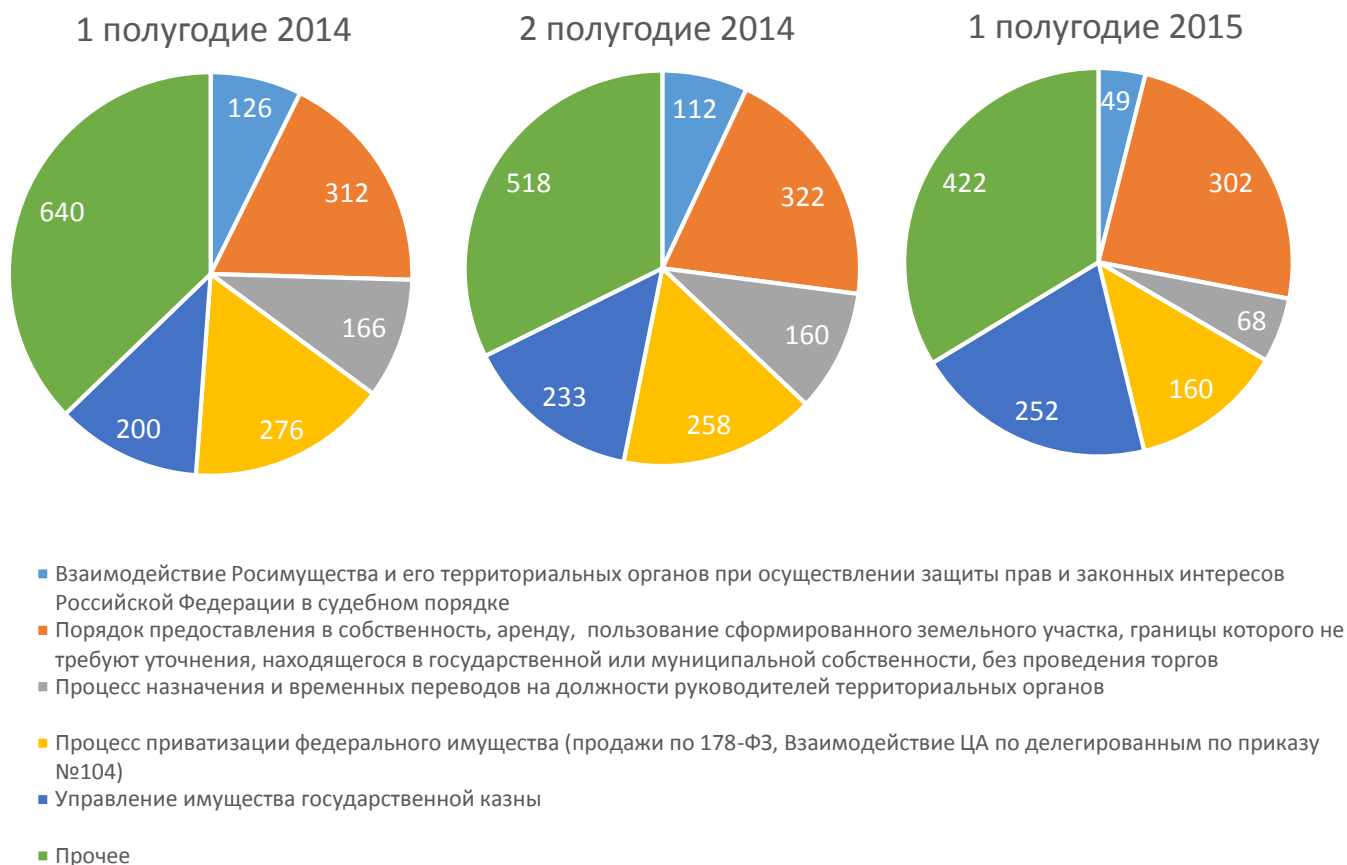 1 полугодие 2014
2 полугодие 2014
1 полугодие 2015
126
312
166
276
200
640
112
322
160
258
233
518
49
302
68
160
252
422
Взаимодействие Росимущества и его территориальных органов при осуществлении защиты прав и законных интересов
Российской Федерации в судебном порядке
Порядок предоставления в собственность, аренду, пользование сформированного земельного участка, границы которого не
требуют уточнения, находящегося в государственной или муниципальной собственности, без проведения торгов
Процесс назначения и временных переводов на должности руководителей территориальных органов
Процесс приватизации федерального имущества (продажи по 178-ФЗ, Взаимодействие ЦА по делегированным по приказу
№104)
Управление имущества государственной казны
Прочее